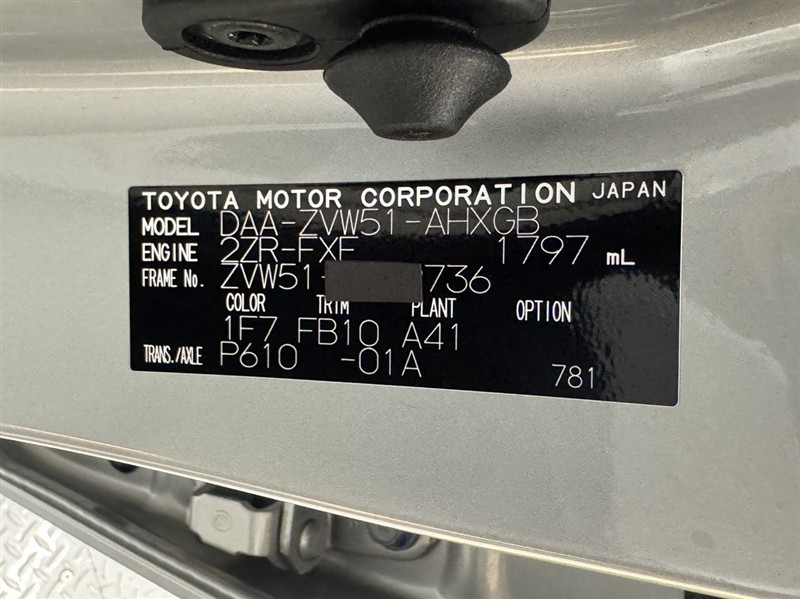 TOYOTA MOTOR CORPORATION JAPAN
MODEL DAA-ZVW51-AHXGB
ENGINE 2ZR-FXE 1797 mL
FRAME No. ZVW51- 736
COLOR TRIM PLANT OPTION
1F7 FB10 A41
TRANS./AXLE P610 -01A
781